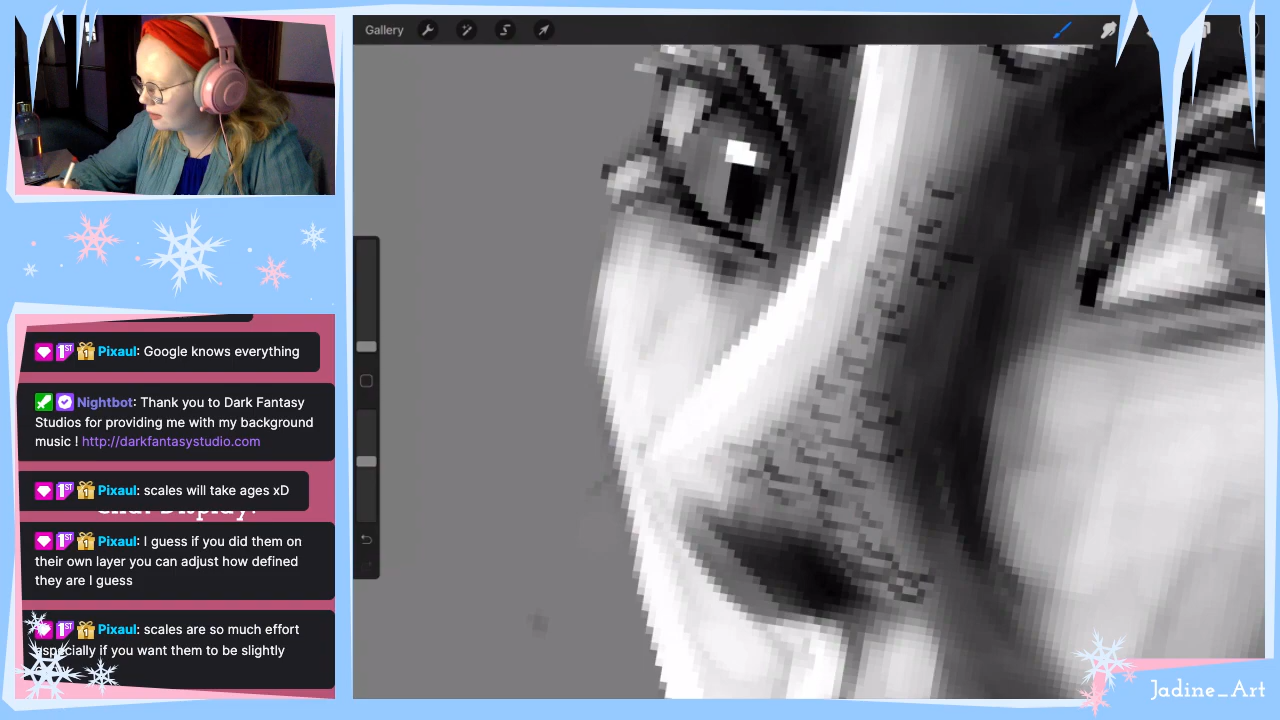 Gallery
Pixaul: Google knows everything
Nightbot: Thank you to Dark Fantasy
Studios for providing me with my background
music ! http://darkfantasystudio.com
Pixaul: scales will take ages xD
Chat Display:
Pixaul: I guess if you did them on
their own layer you can adjust how defined
they are I guess
Pixaul: scales are so much effort
especially if you want them to be slightly
Jadine_Art